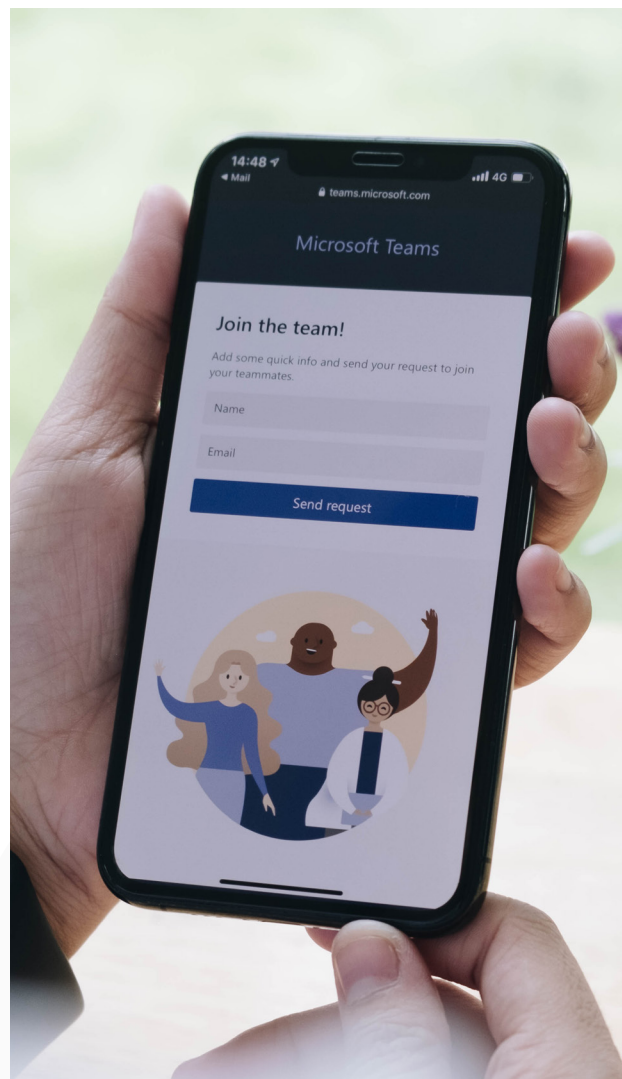 14:48
4G
◀ Mail
teams.microsoft.com
Microsoft Teams
Join the team!
Add some quick info and send your request to join
your teammates.
Name
Email
Send request